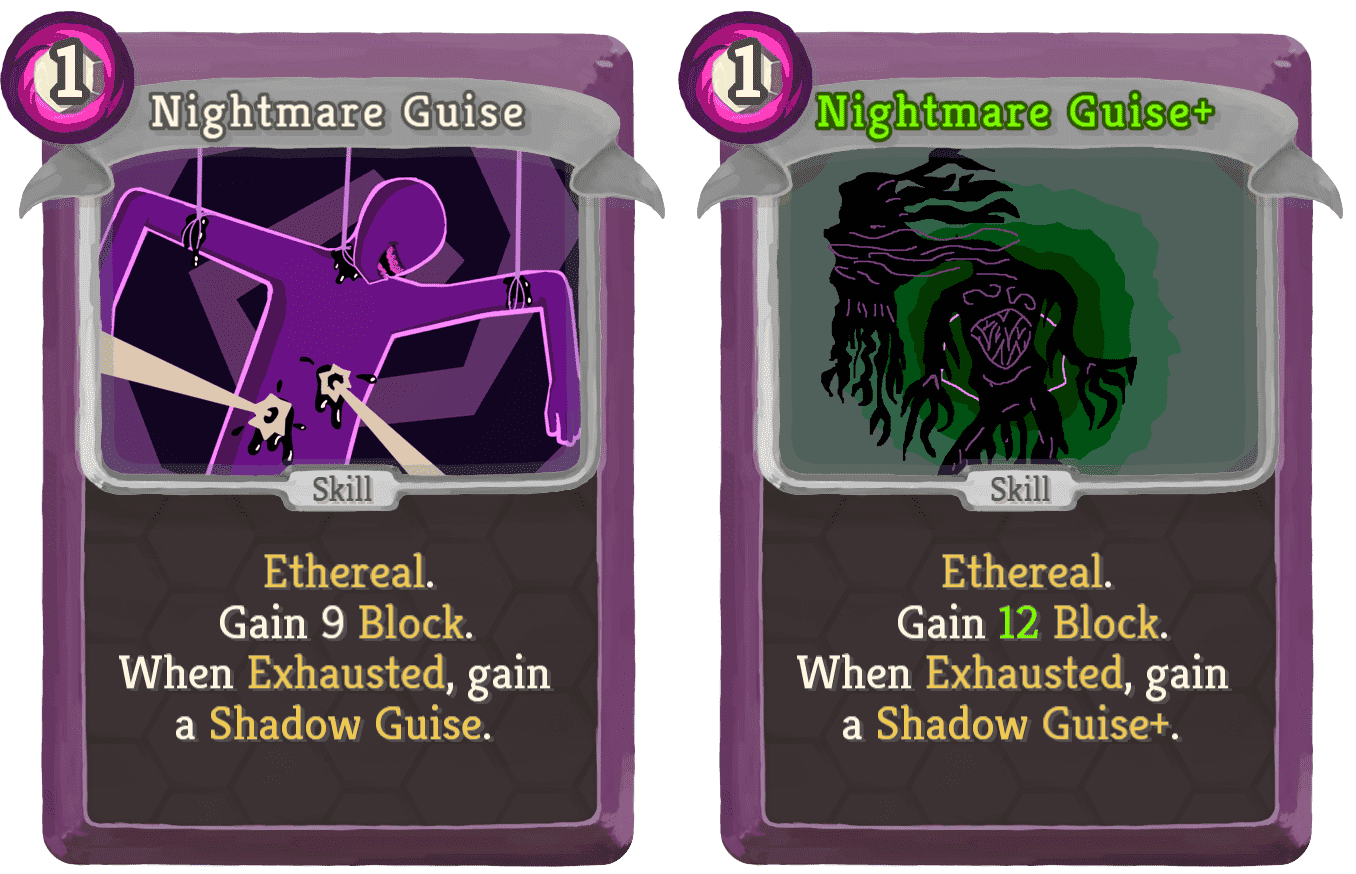 1
Nightmare Guise
Skill
Ethereal.
Gain 9 Block.
When Exhausted, gain
a Shadow Guise.
1
Nightmare Guise+
Skill
Ethereal.
Gain 12 Block.
When Exhausted, gain
a Shadow Guise+.